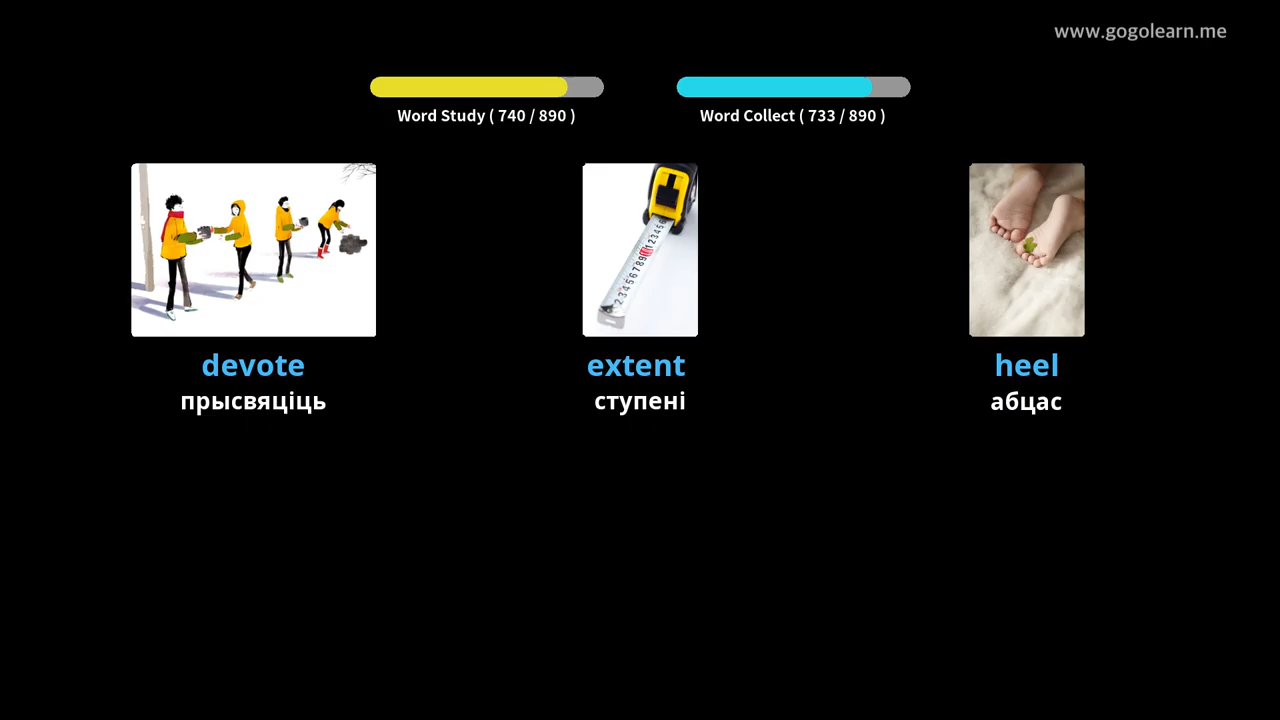 www.gogolearn.me
Word Study ( 740 / 890 )
Word Collect ( 733 / 890 )
devote
прысвяціць
extent
ступені
heel
абцас